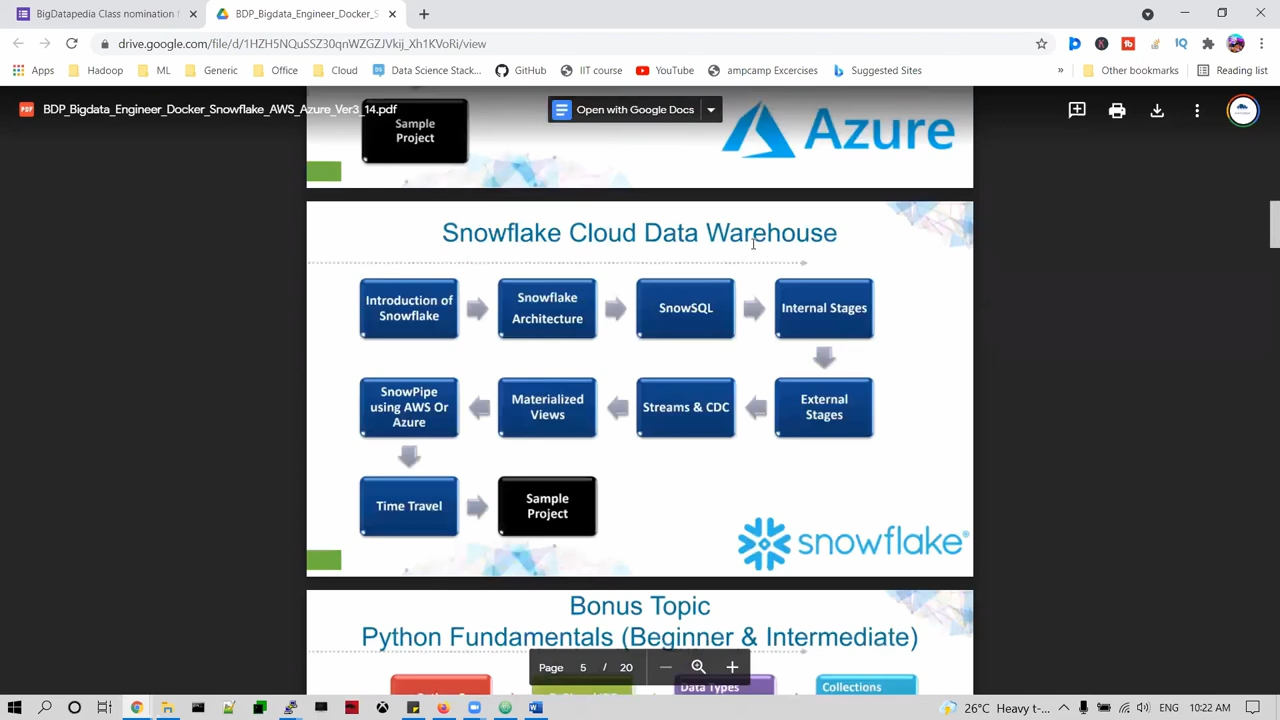 BigDatapedia Class nomination f
BDP_Bigdata_Engineer_Docker_S
drive.google.com/file/d/1HZH5NQuSSZ30qnWZGZJVkij_Xh1KVoRi/view
Apps
Hadoop
ML
Generic
Office
Cloud
Data Science Stack...
GitHub
IIT course
YouTube
ampcamp Excercises
Suggested Sites
»
Other bookmarks
Reading list
PDF
BDP_Bigdata_Engineer_Docker_Snowflake_AWS_Azure_Ver3_14.pdf
Open with Google Docs
Sample
Project
Azure
Snowflake Cloud Data Warehouse
Introduction of
Snowflake
Snowflake
Architecture
SnowSQL
Internal Stages
SnowPipe
using AWS Or
Azure
Materialized
Views
Streams & CDC
External
Stages
Time Travel
Sample
Project
snowflake®
Bonus Topic
Python Fundamentals (Beginner & Intermediate)
Page 5 / 20
Data Types
Collections
26°C Heavy t...
ENG
10:22 AM